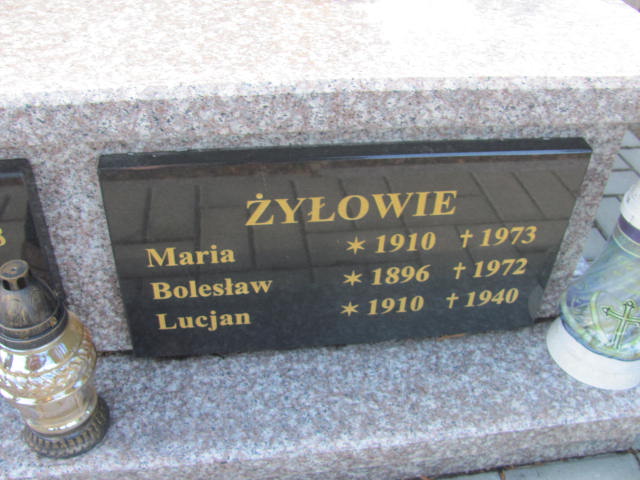 ŻYŁOWIE
Maria ✶ 1910 † 1973
Bolesław ✶ 1896 † 1972
Lucjan ✶ 1910 † 1940